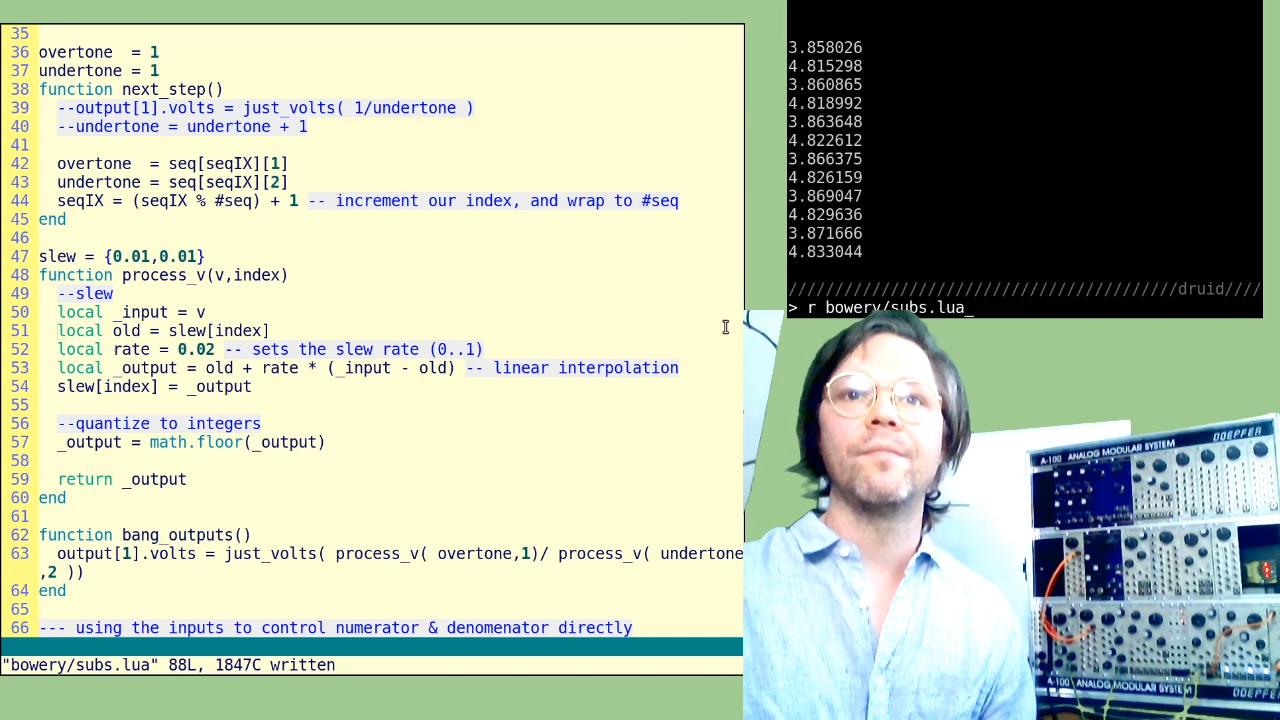 35
36 overtone  = 1
37 undertone = 1
38 function next_step()
39   --output[1].volts = just_volts( 1/undertone )
40   --undertone = undertone + 1
41
42   overtone  = seq[seqIX][1]
43   undertone = seq[seqIX][2]
44   seqIX = (seqIX % #seq) + 1 -- increment our index, and wrap to #seq
45 end
46
47 slew = {0.01,0.01}
48 function process_v(v,index)
49   --slew
50   local _input = v
51   local old = slew[index]
52   local rate = 0.02 -- sets the slew rate (0..1)
53   local _output = old + rate * (_input - old) -- linear interpolation
54   slew[index] = _output
55
56   --quantize to integers
57   _output = math.floor(_output)
58
59   return _output
60 end
61
62 function bang_outputs()
63   output[1].volts = just_volts( process_v( overtone,1)/ process_v( undertone
,2 ))
64 end
65
66 --- using the inputs to control numerator & denomenator directly
"bowery/subs.lua" 88L, 1847C written
3.858026
4.815298
3.860865
4.818992
3.863648
4.822612
3.866375
4.826159
3.869047
4.829636
3.871666
4.833044
//////////////////////////////////////////druid////
> r bowery/subs.lua_
A-100 ANALOG MODULAR SYSTEM DOEPFER
A-100 ANALOG MODULAR SYSTEM DOEPFER